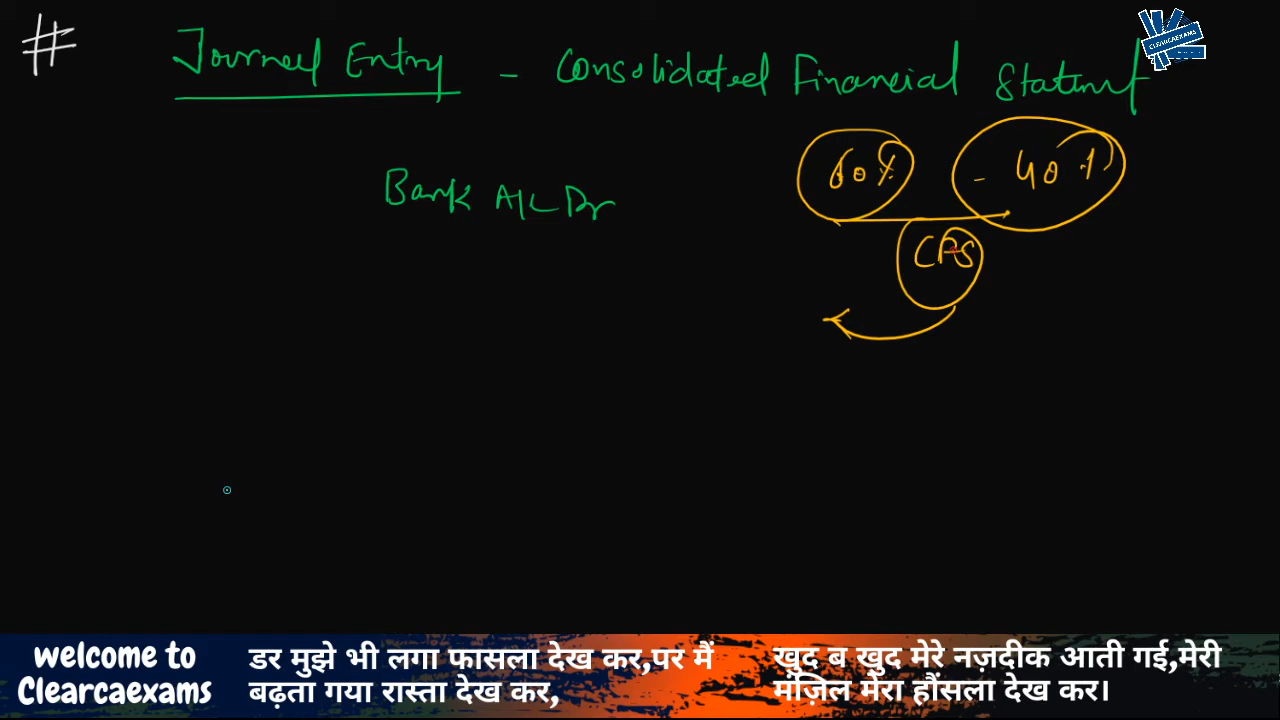 #
Journal Entry - Consolidated Financial Statement
CLEARCAEXAMS
60% - 40%
Bank A/C Dr
CFS
welcome to
Clearcaexams
डर मुझे भी लगा फासला देख कर,पर मैं
बढ़ता गया रास्ता देख कर,
खुद ब खुद मेरे नज़दीक आती गई,मेरी
मंज़िल मेरा हौंसला देख कर।